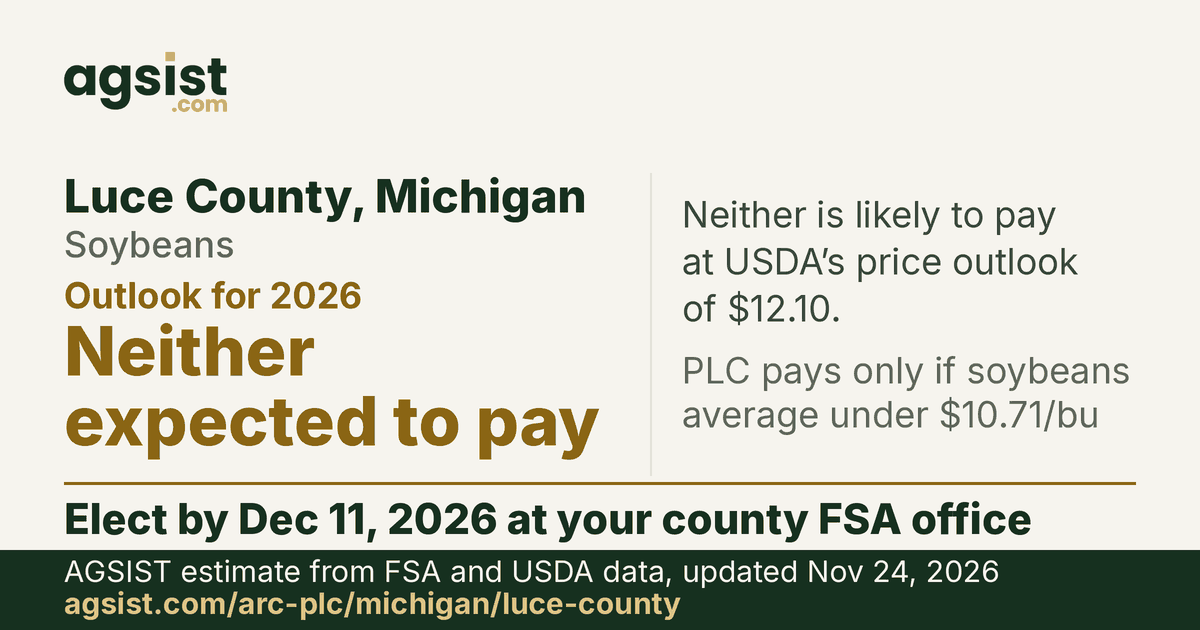 agsist
.com
Luce County, Michigan
Soybeans
Outlook for 2026
Neither
expected to pay
Neither is likely to pay
at USDA’s price outlook
of $12.10.
PLC pays only if soybeans
average under $10.71/bu
Elect by Dec 11, 2026 at your county FSA office
AGSIST estimate from FSA and USDA data, updated Nov 24, 2026
agsist.com/arc-plc/michigan/luce-county